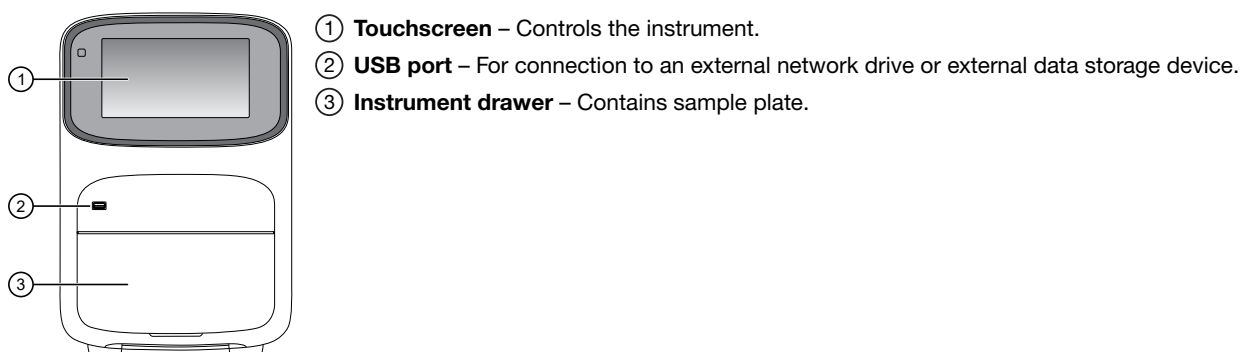 ① Touchscreen – Controls the instrument.
② USB port – For connection to an external network drive or external data storage device.
③ Instrument drawer – Contains sample plate.
①
②
③